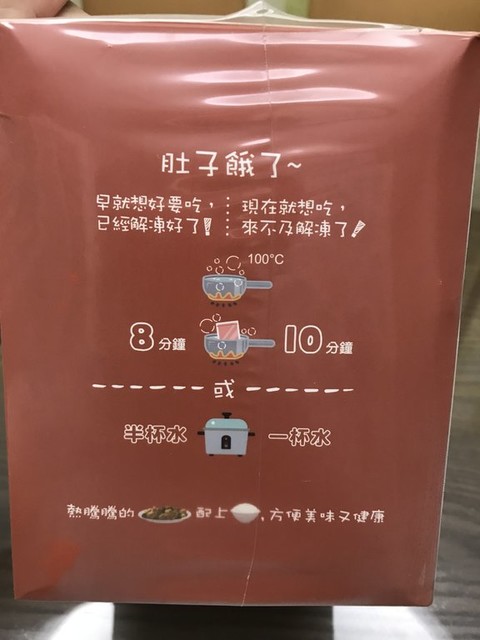 肚子餓了~
早就想好要吃，⋮現在就想吃，
已經解凍好了!⋮來不及解凍了!
100°C
8分鐘 10分鐘
或
半杯水 一杯水
熱騰騰的 配上 ，方便美味又健康